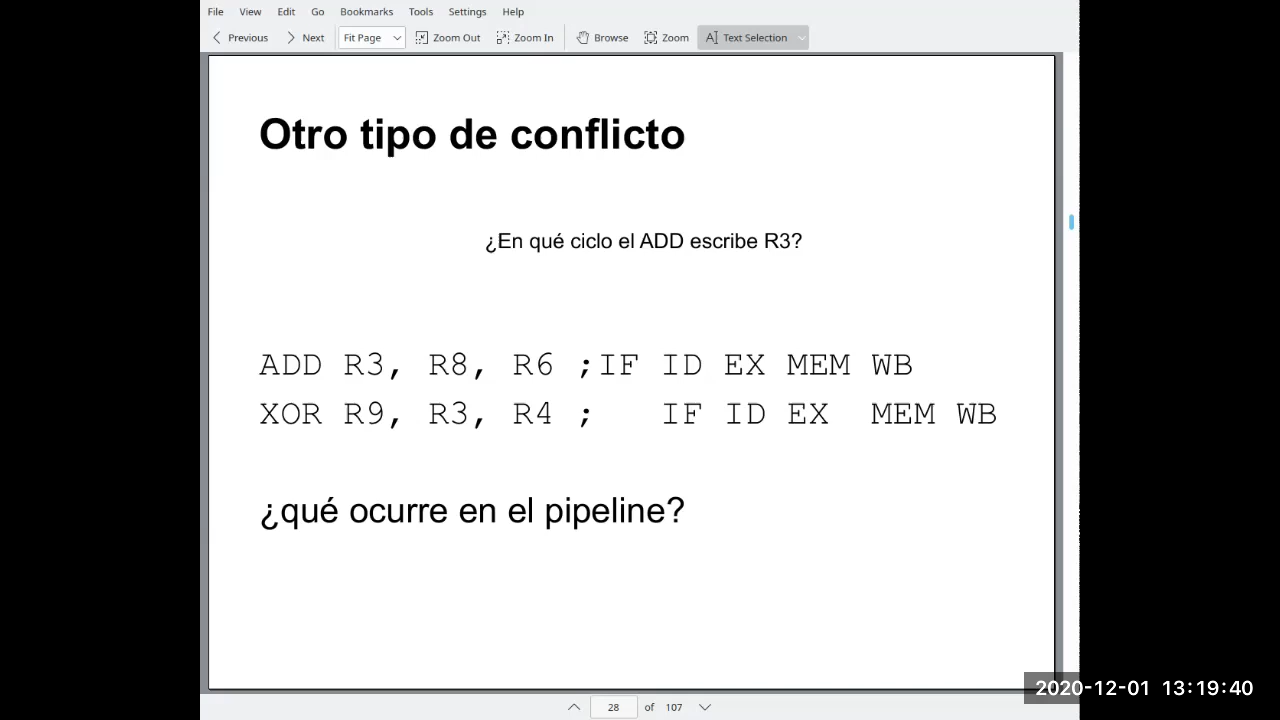 File View Edit Go Bookmarks Tools Settings Help
Previous Next Fit Page Zoom Out Zoom In Browse Zoom Text Selection
Otro tipo de conflicto
¿En qué ciclo el ADD escribe R3?
ADD R3, R8, R6 ;IF ID EX MEM WB
XOR R9, R3, R4 ; IF ID EX MEM WB
¿qué ocurre en el pipeline?
2020-12-01 13:19:40
28 of 107